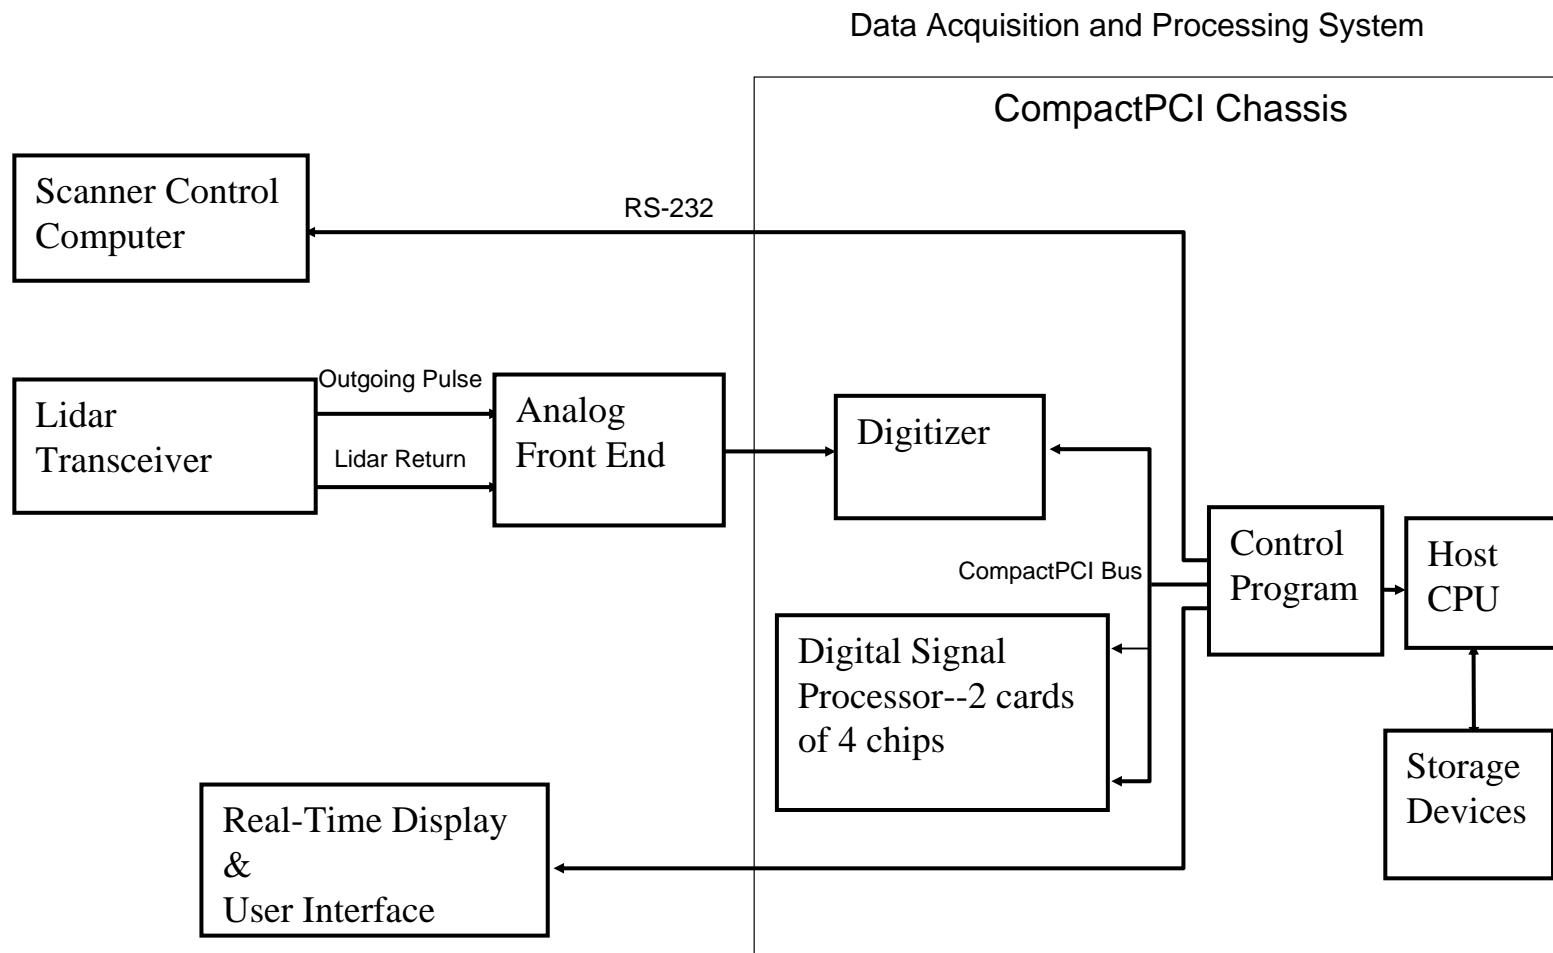 Data Acquisition and Processing System
CompactPCI Chassis
Scanner Control
Computer
RS-232
Lidar
Transceiver
Outgoing Pulse
Lidar Return
Analog
Front End
Digitizer
CompactPCI Bus
Control
Program
Host
CPU
Digital Signal
Processor--2 cards
of 4 chips
Storage
Devices
Real-Time Display
&
User Interface